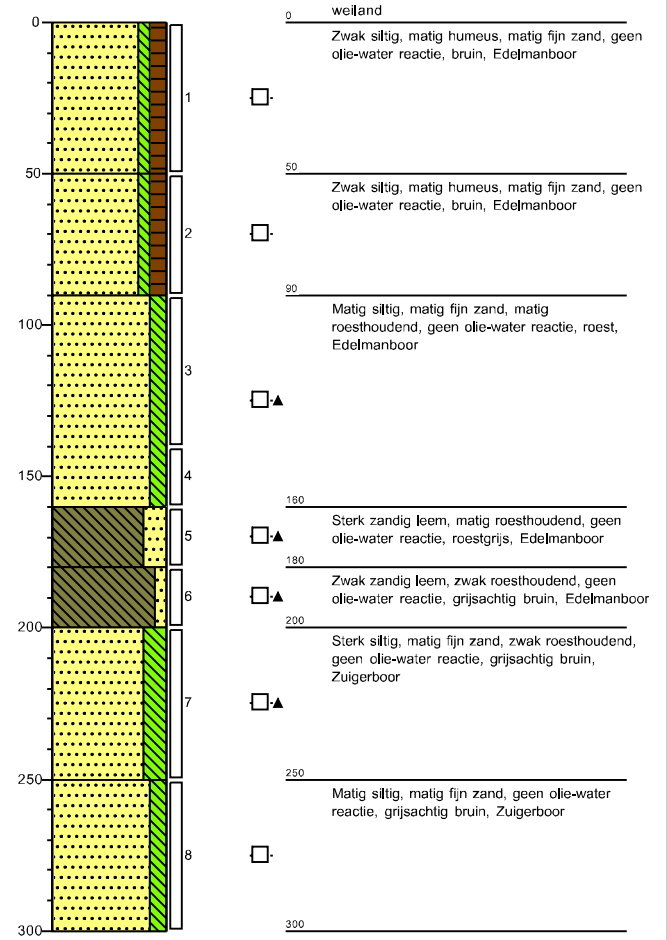 weiland
0
0
Zwak siltig, matig humeus, matig fijn zand, geen
olie-water reactie, bruin, Edelmanboor
1
50
50
Zwak siltig, matig humeus, matig fijn zand, geen
olie-water reactie, bruin, Edelmanboor
2
90
Matig siltig, matig fijn zand, matig
roesthoudend, geen olie-water reactie, roest,
Edelmanboor
100
3
4
150
160
Sterk zandig leem, matig roesthoudend, geen
olie-water reactie, roestgrijs, Edelmanboor
5
180
Zwak zandig leem, zwak roesthoudend, geen
olie-water reactie, grijsachtig bruin, Edelmanboor
6
200
200
Sterk siltig, matig fijn zand, zwak roesthoudend,
geen olie-water reactie, grijsachtig bruin,
Zuigerboor
7
250
250
Matig siltig, matig fijn zand, geen olie-water
reactie, grijsachtig bruin, Zuigerboor
8
300
300